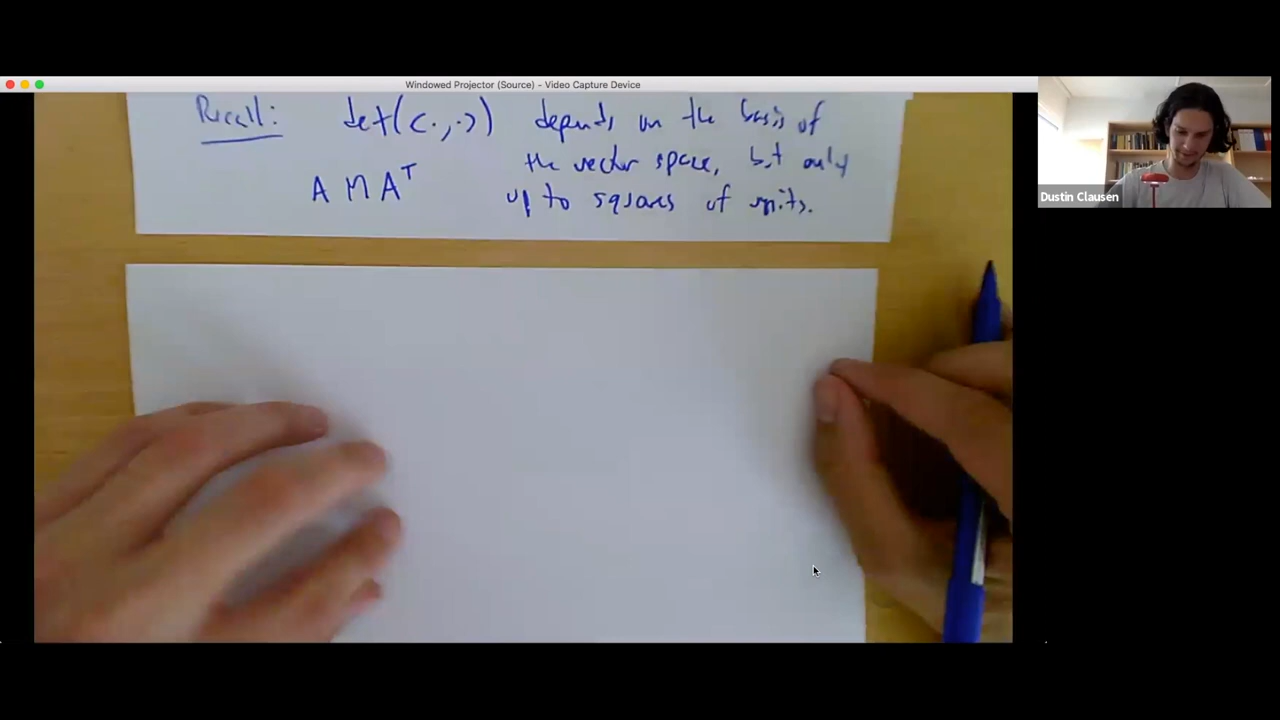 Windowed Projector (Source) - Video Capture Device
Recall: det(<·,·>) depends on the basis of
the vector space, but only
A M Aᵀ up to squares of units.
Dustin Clausen